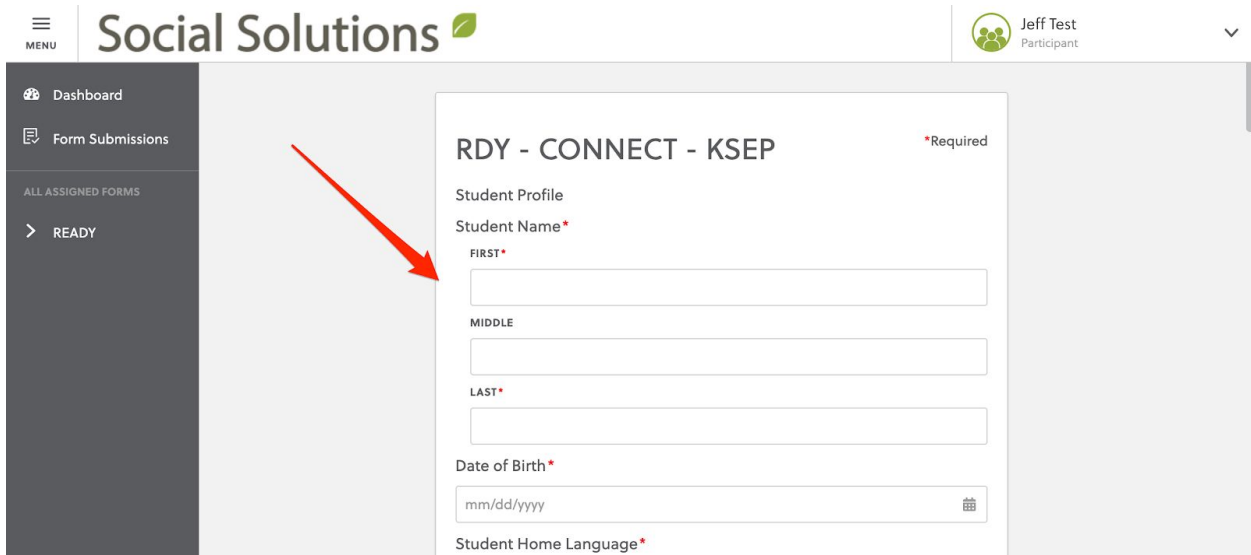 MENU
Social Solutions
Jeff Test
Participant
Dashboard
Form Submissions
ALL ASSIGNED FORMS
READY
RDY - CONNECT - KSEP
*Required
Student Profile
Student Name*
FIRST*
MIDDLE
LAST*
Date of Birth*
mm/dd/yyyy
Student Home Language*